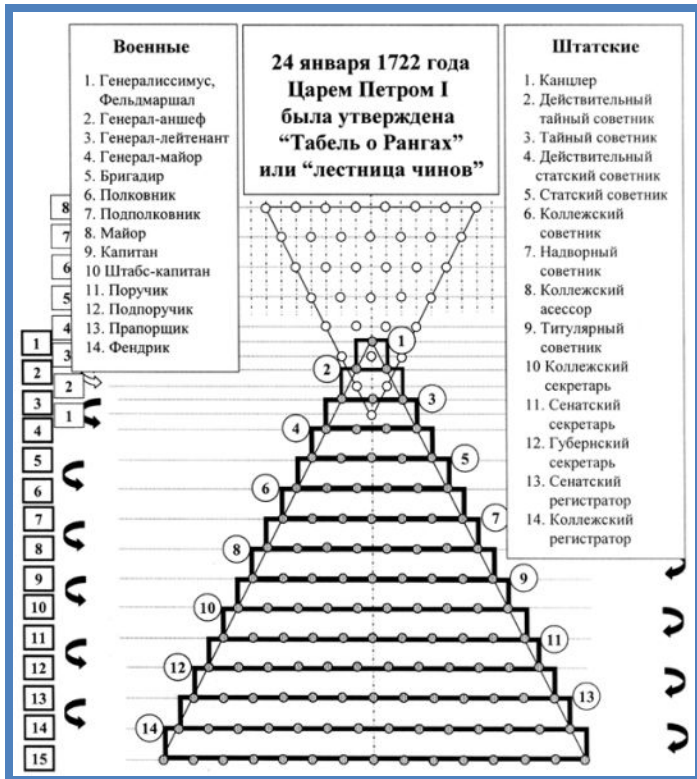 Военные
1. Генералиссимус,
Фельдмаршал
2. Генерал-аншеф
3. Генерал-лейтенант
4. Генерал-майор
5. Бригадир
6. Полковник
7. Подполковник
8. Майор
9. Капитан
10 Штабс-капитан
11. Поручик
12. Подпоручик
13. Прапорщик
14. Фендрик
24 января 1722 года
Царем Петром I
была утверждена
“Табель о Рангах”
или “лестница чинов”
Штатские
1. Канцлер
2. Действительный
тайный советник
3. Тайный советник
4. Действительный
статский советник
5. Статский советник
6. Коллежский
советник
7. Надворный
советник
8. Коллежский
асессор
9. Титулярный
советник
10 Коллежский
секретарь
11. Сенатский
секретарь
12. Губернский
секретарь
13. Сенатский
регистратор
14. Коллежский
регистратор
8
7
6
5
4
3
2
1
1
2
3
4
5
6
7
8
9
10
11
12
13
14
15
1
2
3
4
5
6
7
8
9
10
11
12
13
14